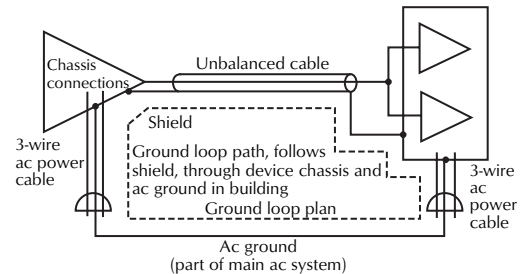 Chassis
connections
Unbalanced cable
3-wire
ac power
cable
Shield
Ground loop path, follows
shield, through device chassis and
ac ground in building
Ground loop plan
3-wire
ac
power
cable
Ac ground
(part of main ac system)